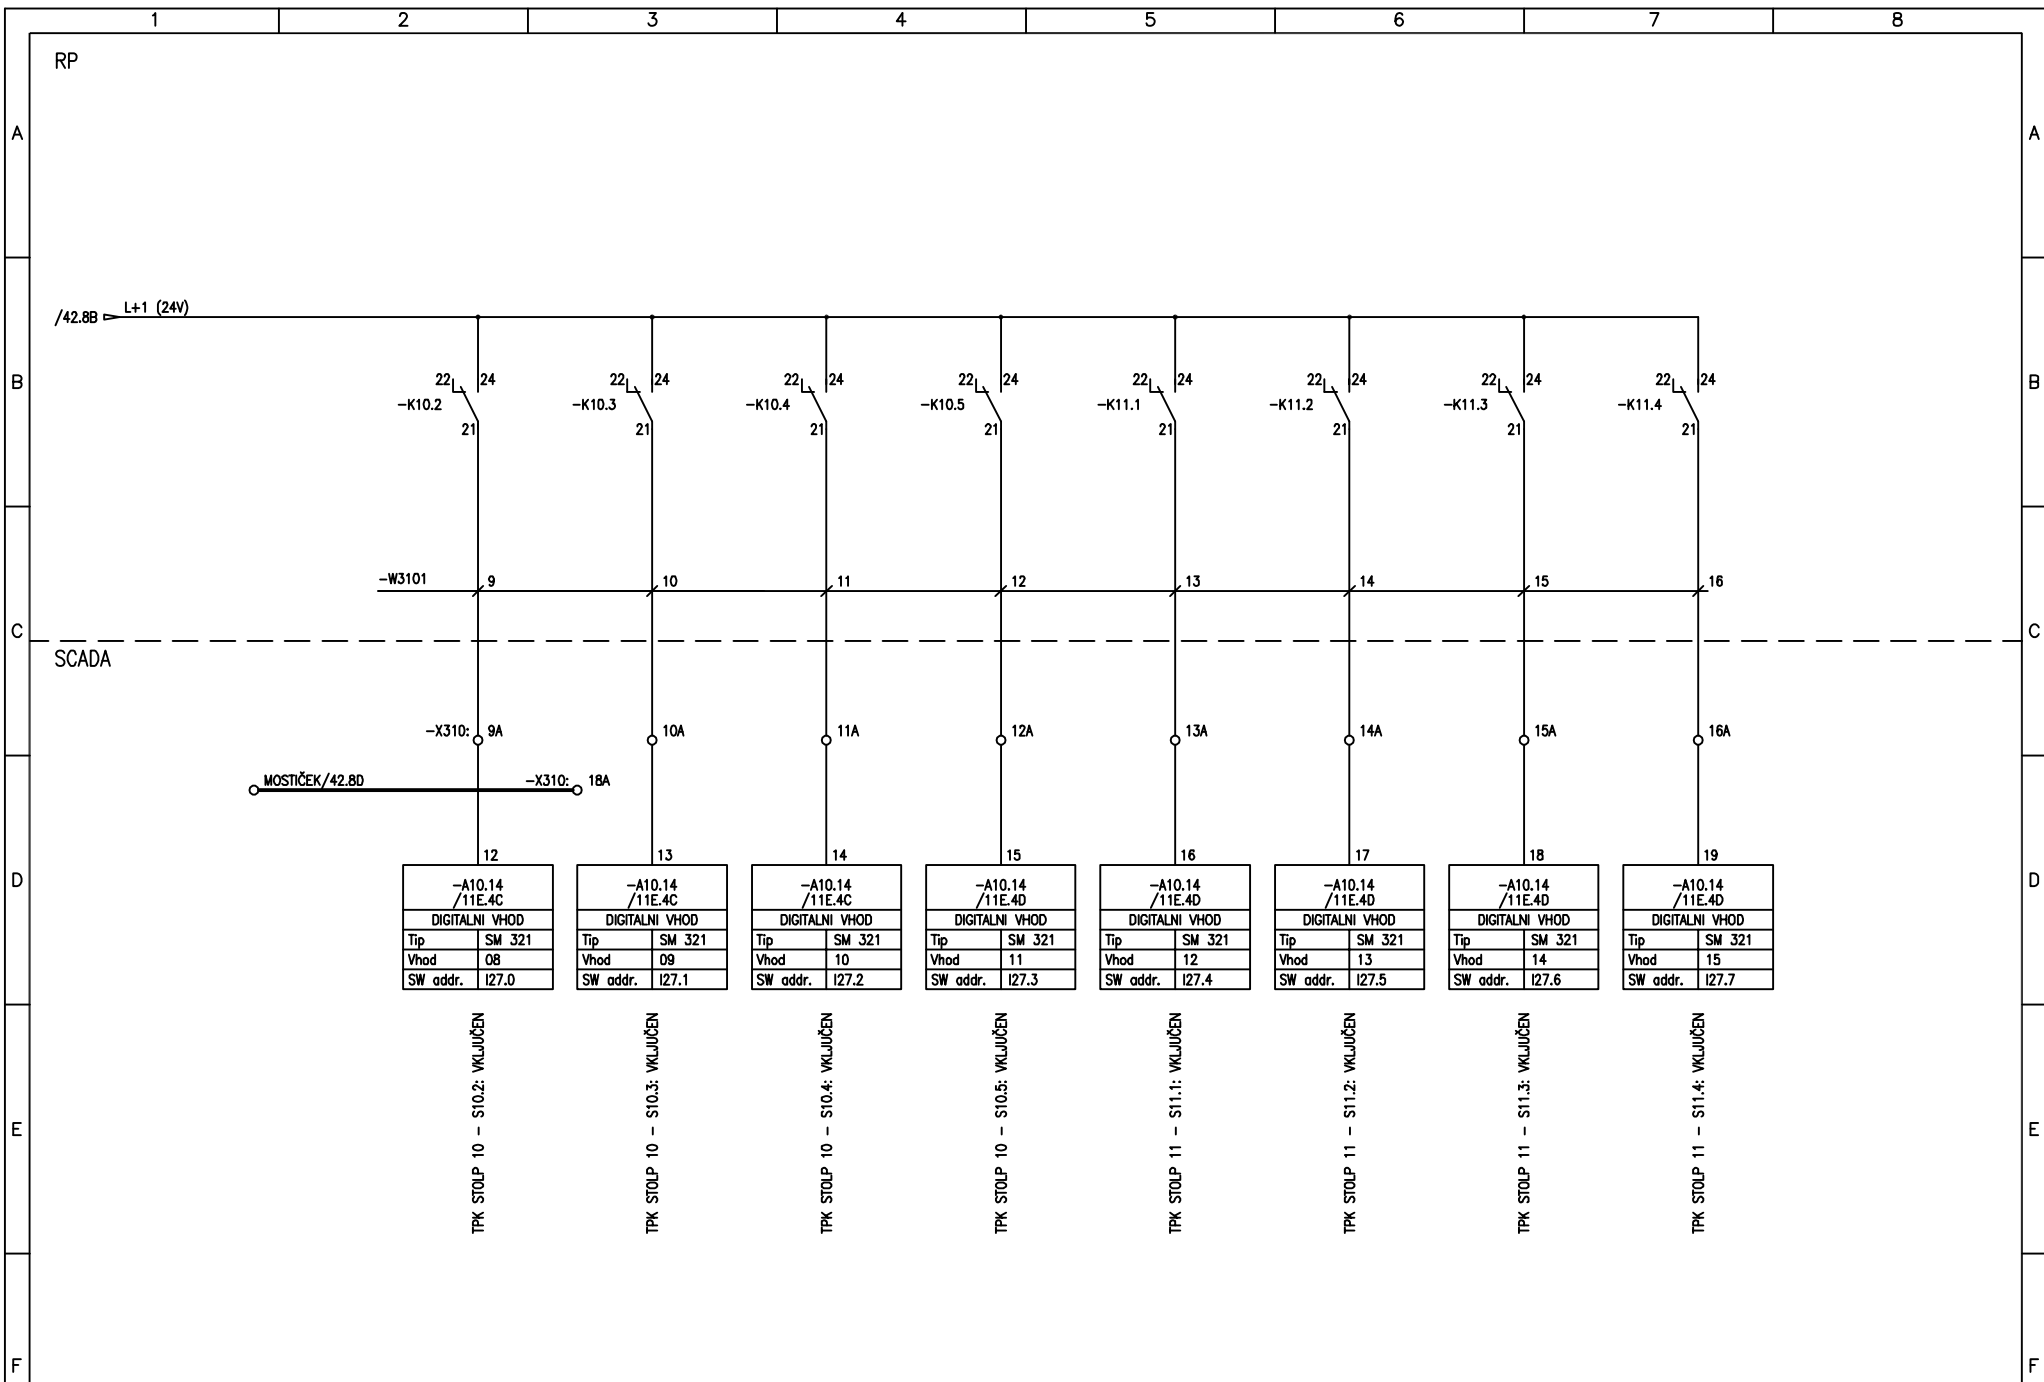 1 2 3 4 5 6 7 8
RP
A A
/42.8B L+1 (24V)
B B
22 24 22 24 22 24 22 24 22 24 22 24 22 24 22 24
-K10.2 -K10.3 -K10.4 -K10.5 -K11.1 -K11.2 -K11.3 -K11.4
21 21 21 21 21 21 21 21
-W3101 9 10 11 12 13 14 15 16
C C
SCADA
-X310: 9A 10A 11A 12A 13A 14A 15A 16A
MOSTIČEK/42.8D -X310: 18A
12 13 14 15 16 17 18 19
D D
-A10.14 -A10.14 -A10.14 -A10.14 -A10.14 -A10.14 -A10.14 -A10.14
/11E.4C /11E.4C /11E.4C /11E.4D /11E.4D /11E.4D /11E.4D /11E.4D
DIGITALNI VHOD DIGITALNI VHOD DIGITALNI VHOD DIGITALNI VHOD DIGITALNI VHOD DIGITALNI VHOD DIGITALNI VHOD DIGITALNI VHOD
Tip SM 321 Tip SM 321 Tip SM 321 Tip SM 321 Tip SM 321 Tip SM 321 Tip SM 321 Tip SM 321
Vhod 08 Vhod 09 Vhod 10 Vhod 11 Vhod 12 Vhod 13 Vhod 14 Vhod 15
SW addr. I27.0 SW addr. I27.1 SW addr. I27.2 SW addr. I27.3 SW addr. I27.4 SW addr. I27.5 SW addr. I27.6 SW addr. I27.7
TPK STOLP 10 - S10.2: VKLJUČEN
TPK STOLP 10 - S10.3: VKLJUČEN
TPK STOLP 10 - S10.4: VKLJUČEN
TPK STOLP 10 - S10.5: VKLJUČEN
TPK STOLP 11 - S11.1: VKLJUČEN
TPK STOLP 11 - S11.2: VKLJUČEN
TPK STOLP 11 - S11.3: VKLJUČEN
TPK STOLP 11 - S11.4: VKLJUČEN
E E
F F